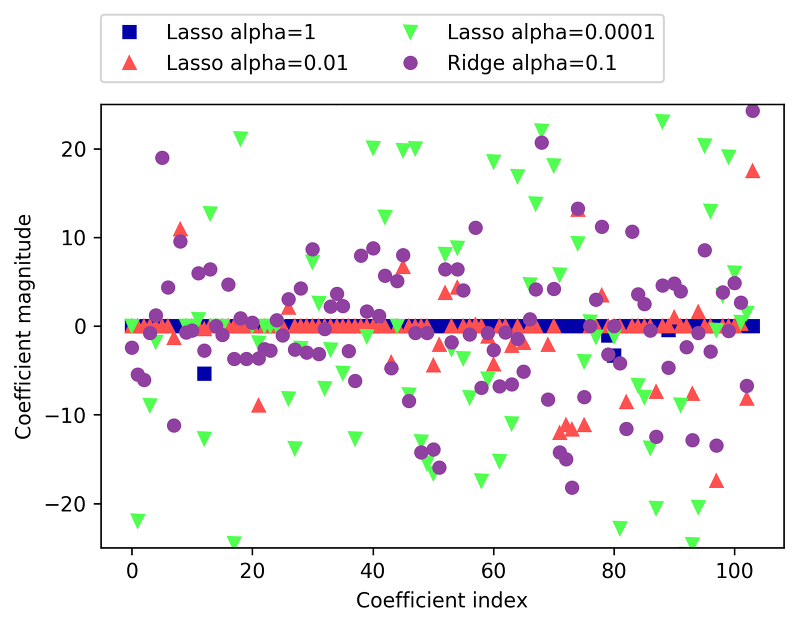 Lasso alpha=1
Lasso alpha=0.01
Lasso alpha=0.0001
Ridge alpha=0.1
20
10
0
−10
−20
Coefficient magnitude
0 20 40 60 80 100
Coefficient index